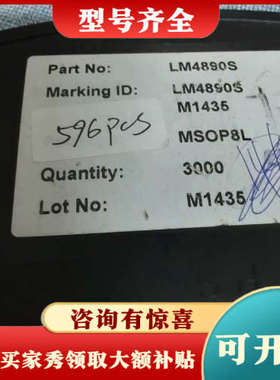 型号齐全
Part No: LM4890S
Marking ID: LM4890S
M1435
596pcs
MSOP8L
Quantity: 3000
Lot No: M1435
咨询有惊喜
买家秀领取大额补贴
可开